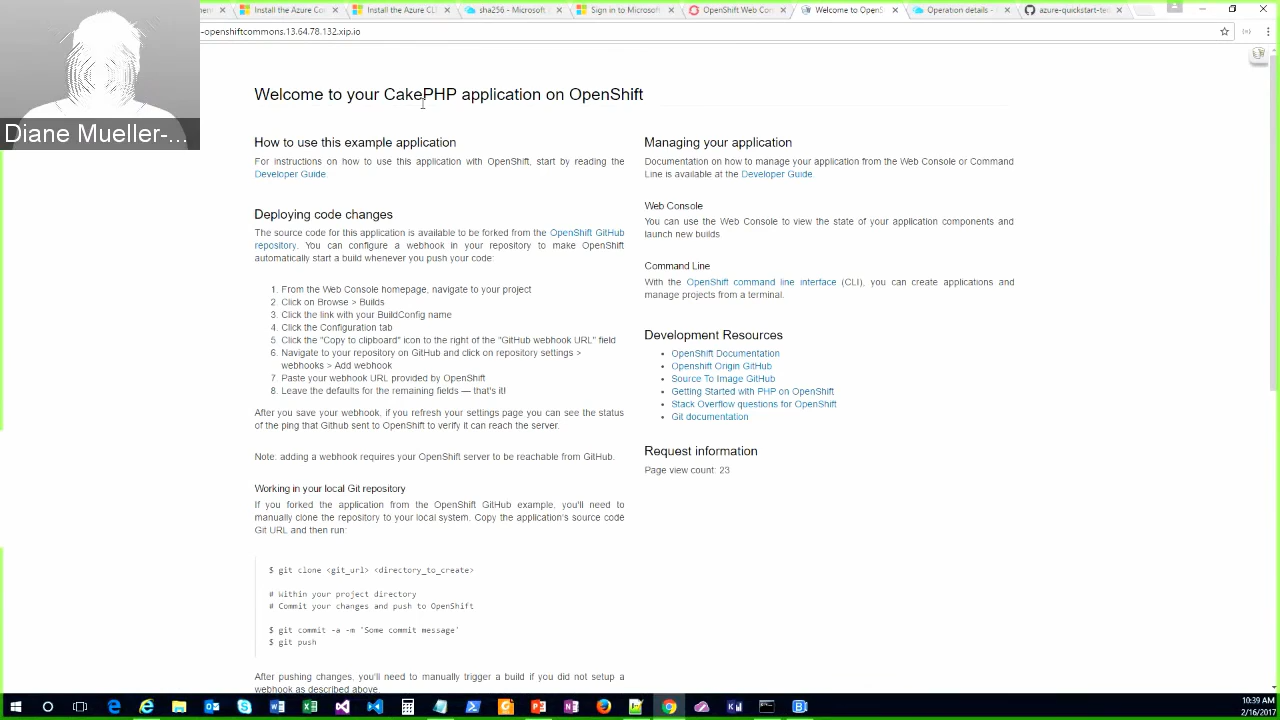 Install the Azure Co
Install the Azure CL
sha256 - Microsoft
Sign in to Microsoft
OpenShift Web Con
Welcome to OpenS
Operation details -
azure-quickstart-te
-openshiftcommons.13.64.78.132.xip.io
Diane Mueller-...
Welcome to your CakePHP application on OpenShift
How to use this example application
For instructions on how to use this application with OpenShift, start by reading the
Developer Guide.
Deploying code changes
The source code for this application is available to be forked from the OpenShift GitHub
repository. You can configure a webhook in your repository to make OpenShift
automatically start a build whenever you push your code:
1. From the Web Console homepage, navigate to your project
2. Click on Browse > Builds
3. Click the link with your BuildConfig name
4. Click the Configuration tab
5. Click the "Copy to clipboard" icon to the right of the "GitHub webhook URL" field
6. Navigate to your repository on GitHub and click on repository settings >
webhooks > Add webhook
7. Paste your webhook URL provided by OpenShift
8. Leave the defaults for the remaining fields — that's it!
After you save your webhook, if you refresh your settings page you can see the status
of the ping that Github sent to OpenShift to verify it can reach the server.
Note: adding a webhook requires your OpenShift server to be reachable from GitHub.
Working in your local Git repository
If you forked the application from the OpenShift GitHub example, you'll need to
manually clone the repository to your local system. Copy the application's source code
Git URL and then run:
$ git clone <git_url> <directory_to_create>
# Within your project directory
# Commit your changes and push to OpenShift
$ git commit -a -m 'Some commit message'
$ git push
After pushing changes, you'll need to manually trigger a build if you did not setup a
webhook as described above.
Managing your application
Documentation on how to manage your application from the Web Console or Command
Line is available at the Developer Guide.
Web Console
You can use the Web Console to view the state of your application components and
launch new builds.
Command Line
With the OpenShift command line interface (CLI), you can create applications and
manage projects from a terminal.
Development Resources
OpenShift Documentation
Openshift Origin GitHub
Source To Image GitHub
Getting Started with PHP on OpenShift
Stack Overflow questions for OpenShift
Git documentation
Request information
Page view count: 23
10:39 AM
2/16/2017